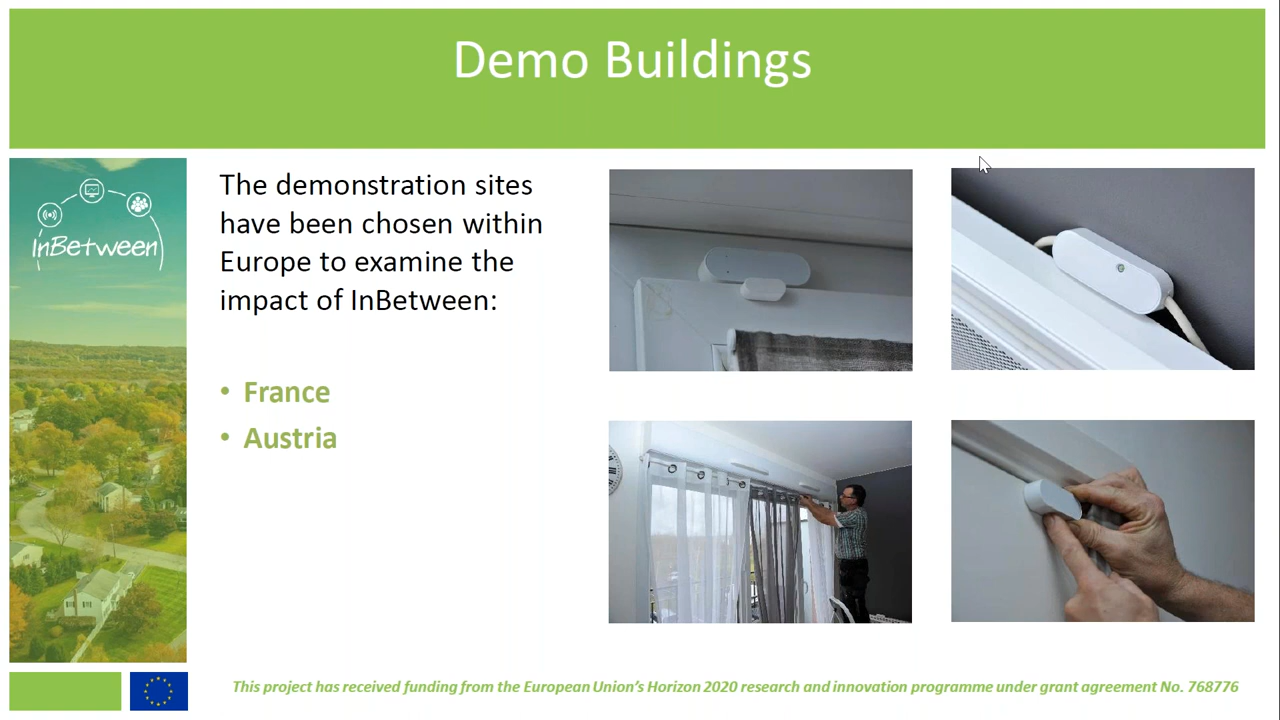 Demo Buildings
InBetween
The demonstration sites
have been chosen within
Europe to examine the
impact of InBetween:
• France
• Austria
This project has received funding from the European Union's Horizon 2020 research and innovation programme under grant agreement No. 768776